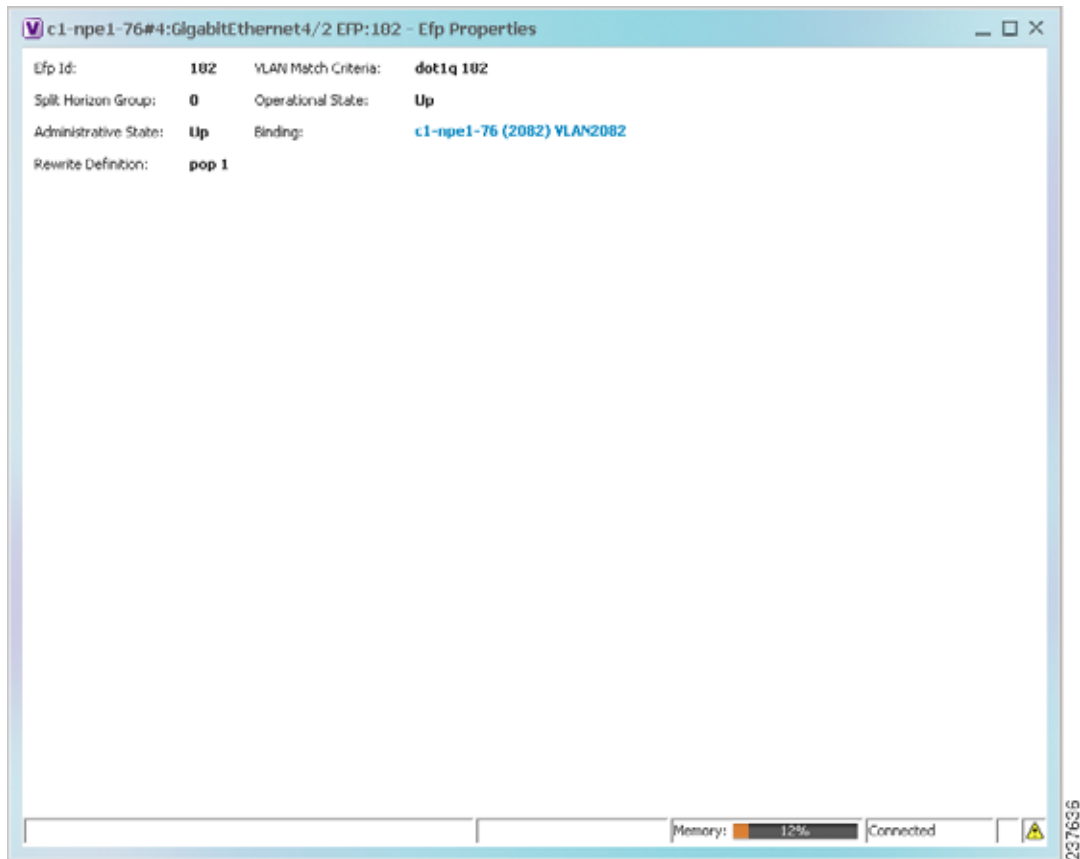 V c1-npe1-76#4:GigabitEthernet4/2 EFP:102 - Efp Properties
Efp Id: 102 VLAN Match Criteria: dot1q 102
Split Horizon Group: 0 Operational State: Up
Administrative State: Up Binding: c1-npe1-76 (2082) VLAN2082
Rewrite Definition: pop 1
Memory: 12% Connected
237636